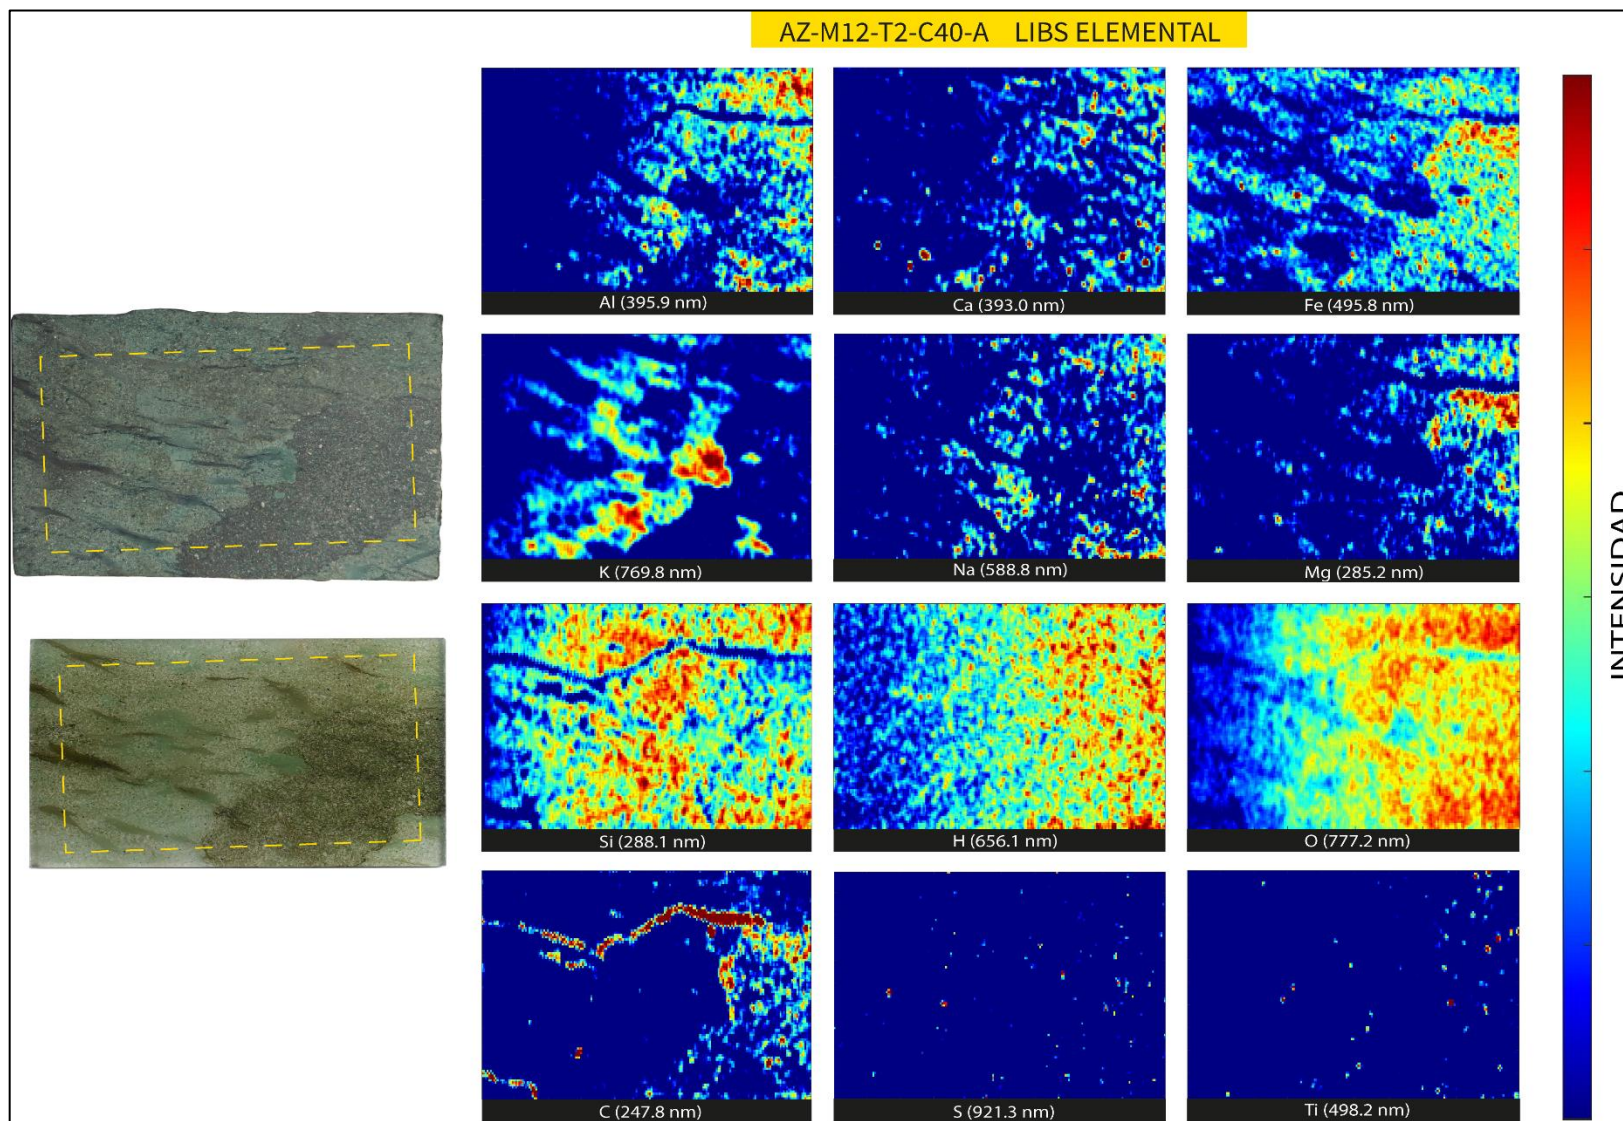 AZ-M12-T2-C40-A LIBS ELEMENTAL
Al (395.9 nm)
Ca (393.0 nm)
Fe (495.8 nm)
K (769.8 nm)
Na (588.8 nm)
Mg (285.2 nm)
Si (288.1 nm)
H (656.1 nm)
O (777.2 nm)
C (247.8 nm)
S (921.3 nm)
Ti (498.2 nm)
INTENSIDAD